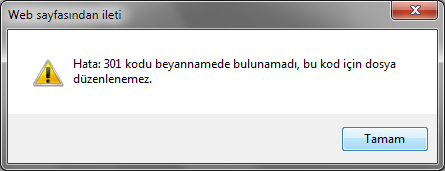 Web sayfasından ileti
Hata: 301 kodu beyannamede bulunamadı, bu kod için dosya
düzenlenemez.
Tamam